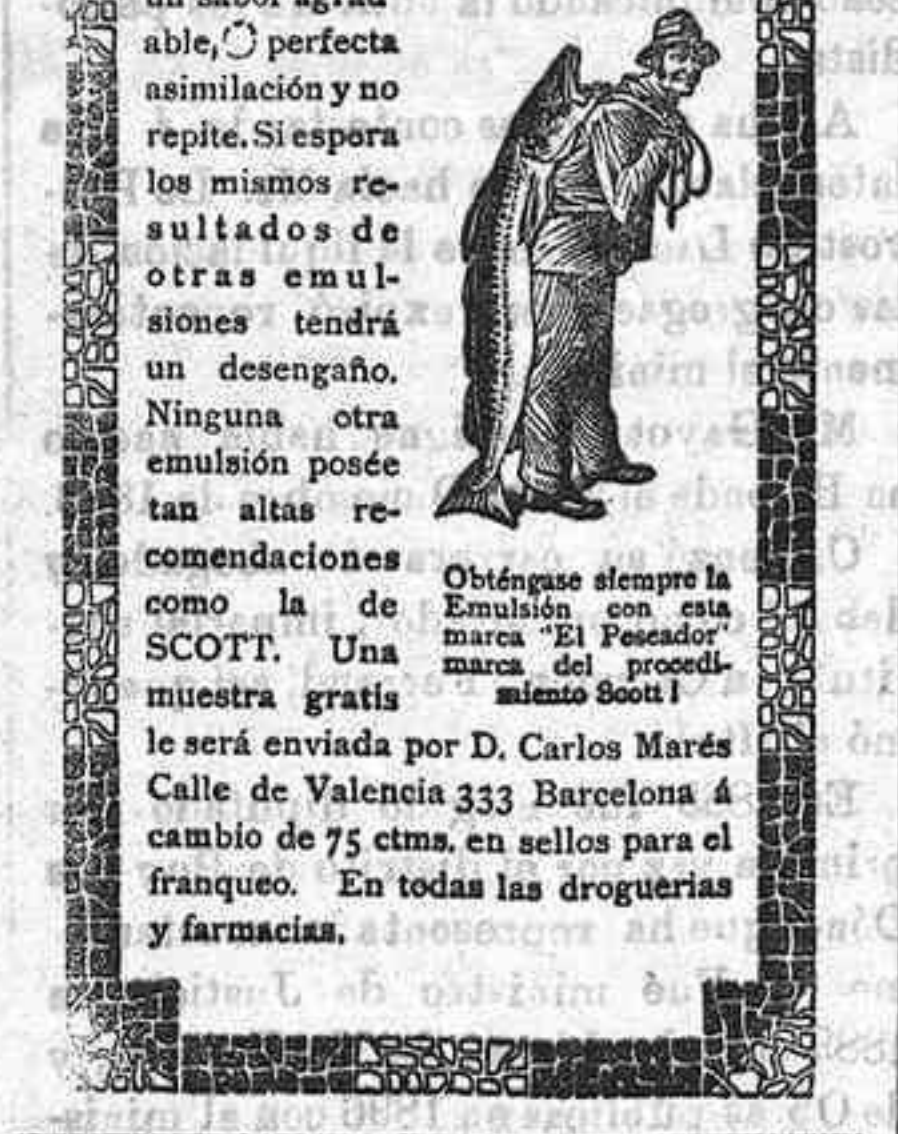 un sabor agrad
able, perfecta
asimilación y no
repite. Si espera
los mismos re-
sultados de
otras emul-
siones tendrá
un desengaño.
Ninguna otra
emulsión posée
tan altas re-
comendaciones
como la de
SCOTT. Una
muestra gratis
Obténgase siempre la
Emulsión con esta
marca "El Pescador"
marca del procedi-
miento Scott!
le será enviada por D. Carlos Marés
Calle de Valencia 333 Barcelona á
cambio de 75 ctms. en sellos para el
franqueo. En todas las droguerias
y farmacias.